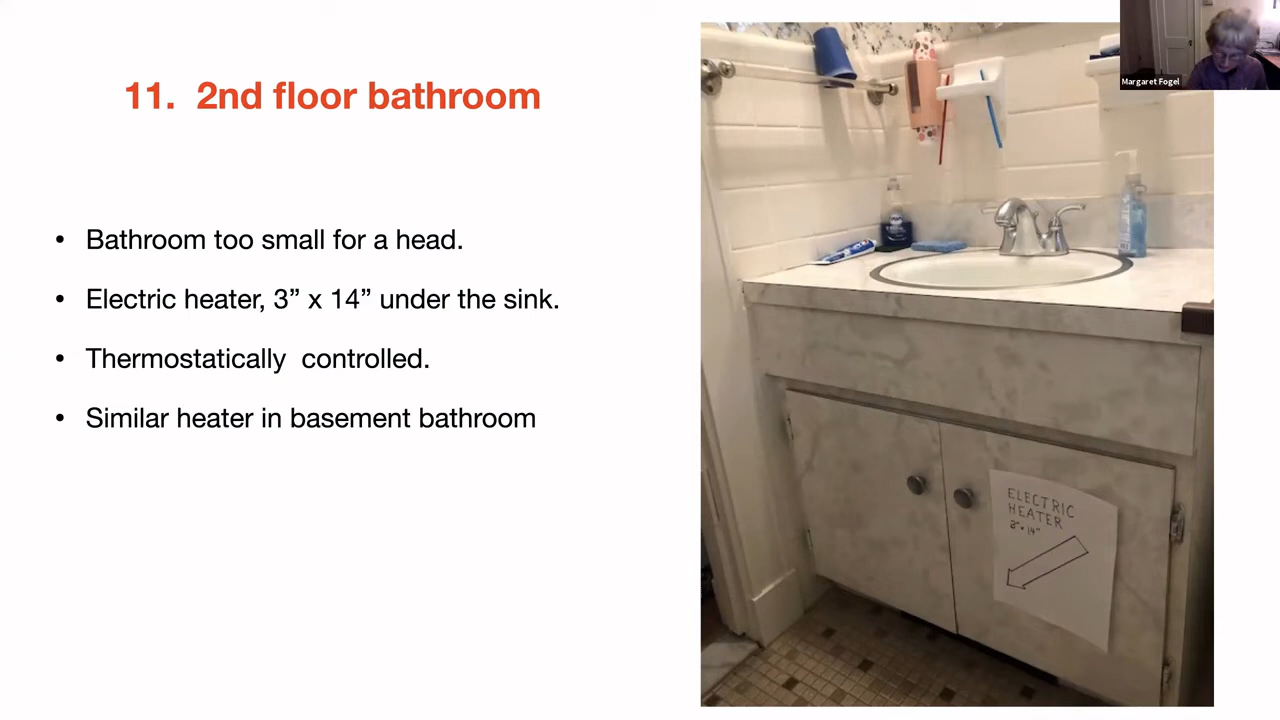 11. 2nd floor bathroom
• Bathroom too small for a head.
• Electric heater, 3” x 14” under the sink.
• Thermostatically controlled.
• Similar heater in basement bathroom
ELECTRIC
HEATER
3" x 14"
Margaret Fogel